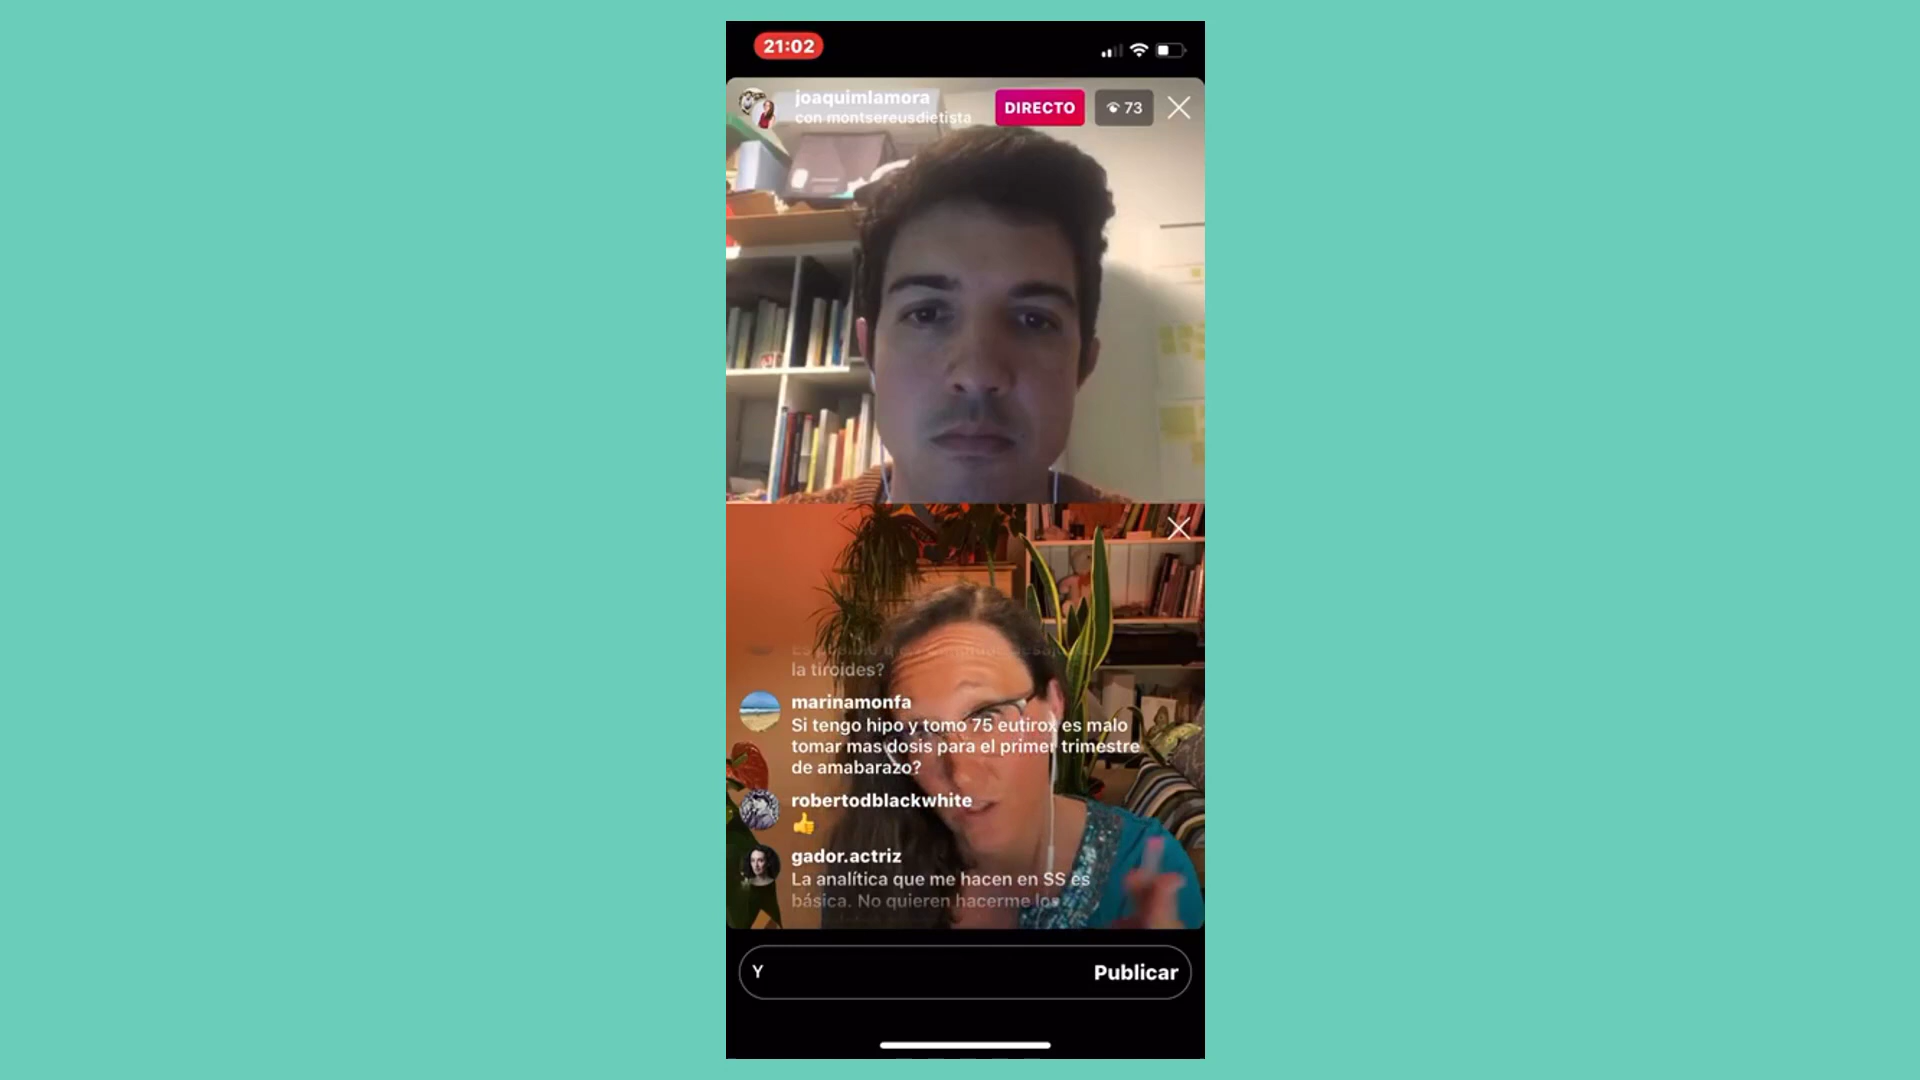 21:02
joaquimlamora
con montsereusdietista
DIRECTO
73
la tiroides?
marinamonfa
Si tengo hipo y tomo 75 eutirox es malo
tomar mas dosis para el primer trimestre
de amabarazo?
robertodblackwhite
gador.actriz
La analítica que me hacen en SS es
básica. No quieren hacerme los
Y
Publicar